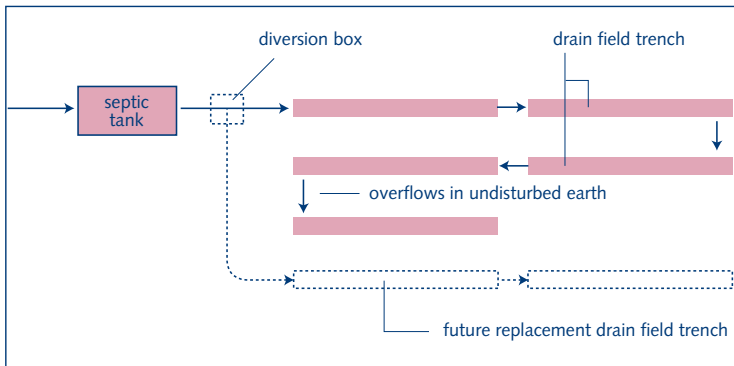 diversion box
drain field trench
septic
tank
overflows in undisturbed earth
future replacement drain field trench